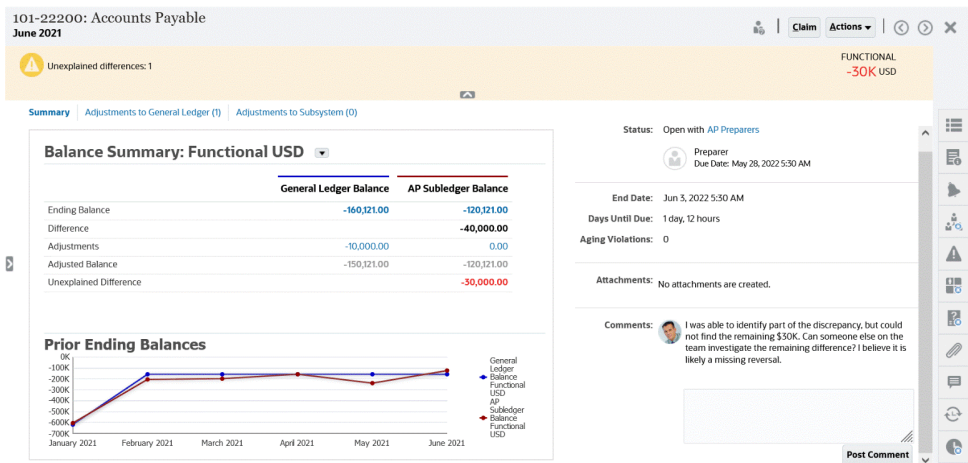 101-22200: Accounts Payable
June 2021
Claim
Actions
Unexplained differences: 1
FUNCTIONAL
-30K USD
Summary
Adjustments to General Ledger (1)
Adjustments to Subsystem (0)
Balance Summary: Functional USD
General Ledger Balance AP Subledger Balance
Ending Balance -160,121.00 -120,121.00
Difference -40,000.00
Adjustments -10,000.00 0.00
Adjusted Balance -150,121.00 -120,121.00
Unexplained Difference -30,000.00
Prior Ending Balances
0K
-100K
-200K
-300K
-400K
-500K
-600K
-700K
January 2021 February 2021 March 2021 April 2021 May 2021 June 2021
General
Ledger
Balance
Functional
USD
AP
Subledger
Balance
Functional
USD
Status: Open with AP Preparers
Preparer
Due Date: May 28, 2022 5:30 AM
End Date: Jun 3, 2022 5:30 AM
Days Until Due: 1 day, 12 hours
Aging Violations: 0
Attachments: No attachments are created.
Comments: I was able to identify part of the discrepancy, but could
not find the remaining $30K. Can someone else on the
team investigate the remaining difference? I believe it is
likely a missing reversal.
Post Comment